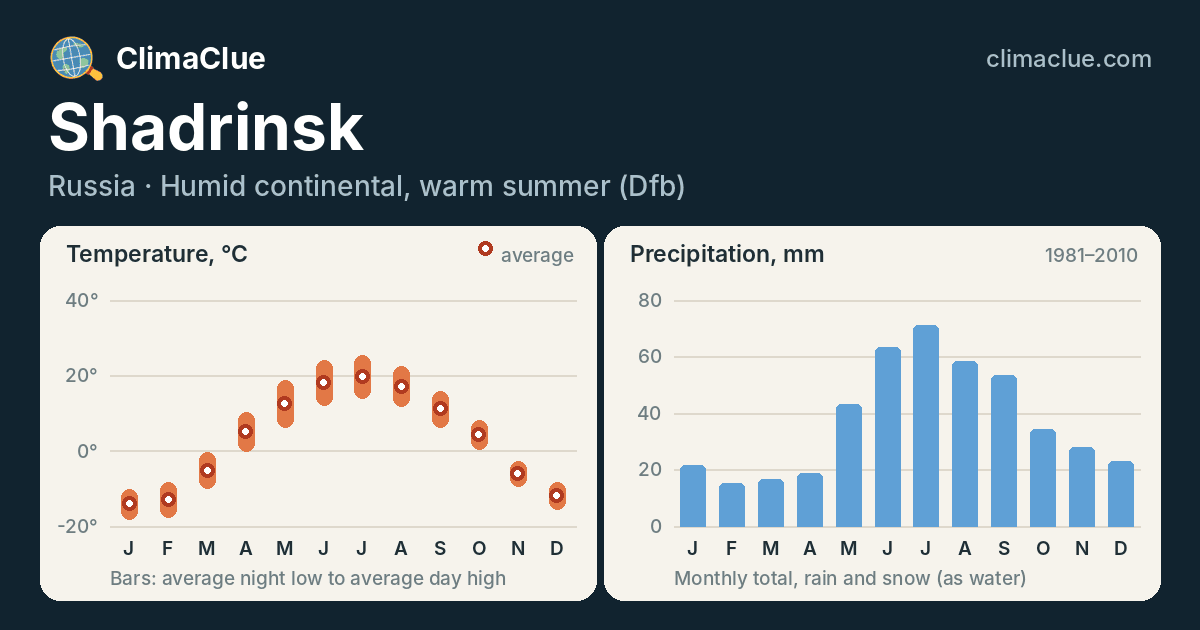 ClimaClue
climaclue.com
Shadrinsk
Russia · Humid continental, warm summer (Dfb)
Temperature, °C
average
40°
20°
0°
-20°
J F M A M J J A S O N D
Bars: average night low to average day high
Precipitation, mm
1981–2010
80
60
40
20
0
J F M A M J J A S O N D
Monthly total, rain and snow (as water)